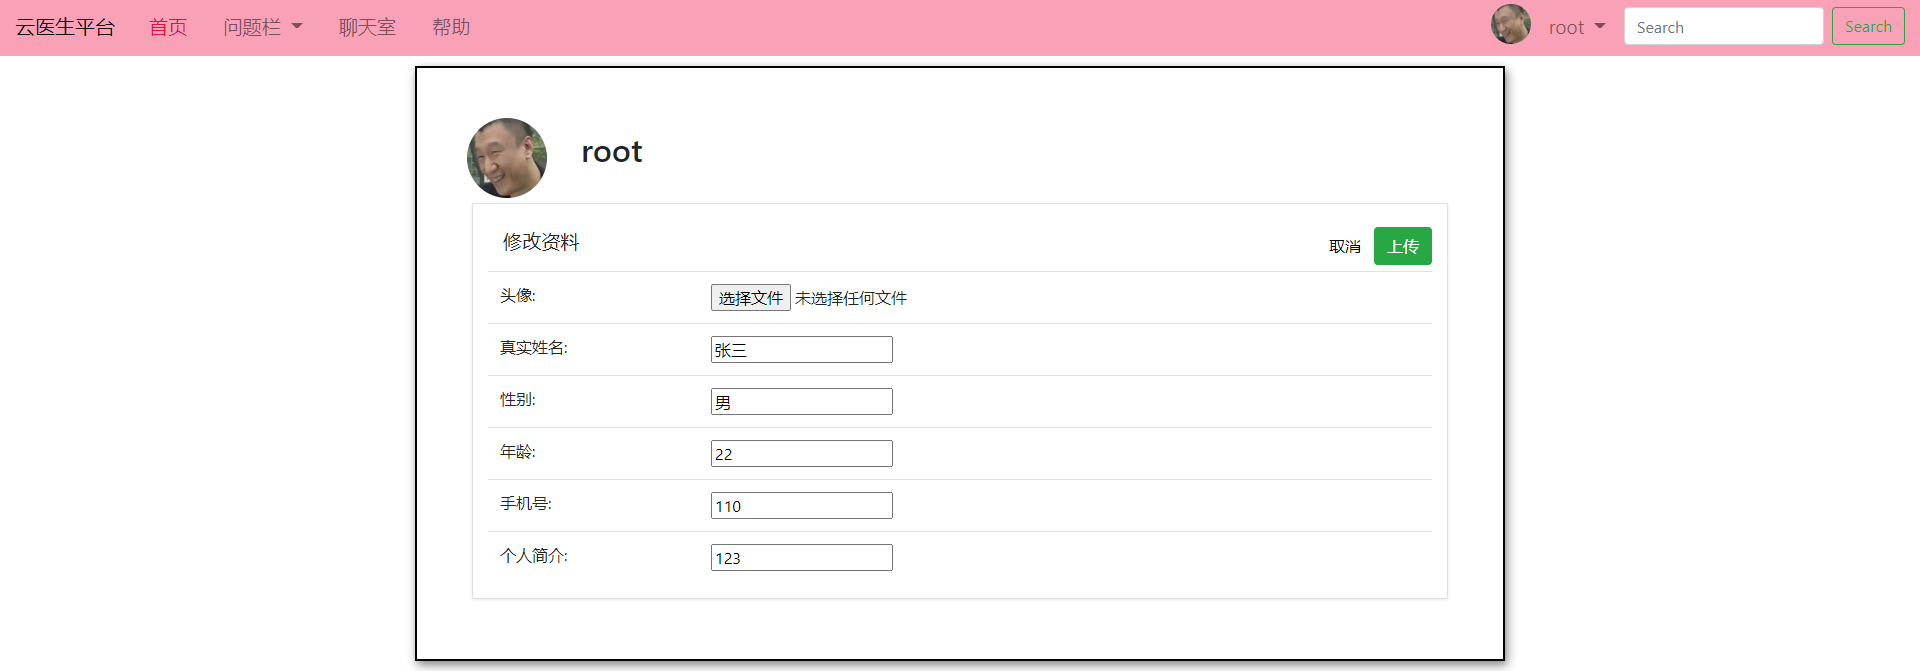 云医生平台 首页 问题栏 聊天室 帮助 root Search Search
root
修改资料 取消 上传
头像: 选择文件 未选择任何文件
真实姓名: 张三
性别: 男
年龄: 22
手机号: 110
个人简介: 123